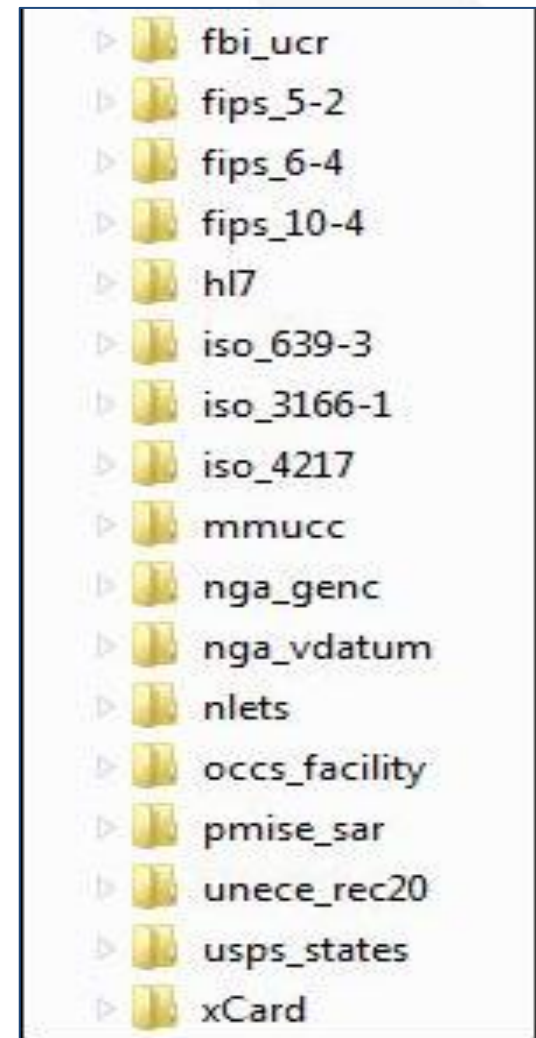 fbi_ucr
fips_5-2
fips_6-4
fips_10-4
hl7
iso_639-3
iso_3166-1
iso_4217
mmucc
nga_genc
nga_vdatum
nlets
occs_facility
pmise_sar
unece_rec20
usps_states
xCard